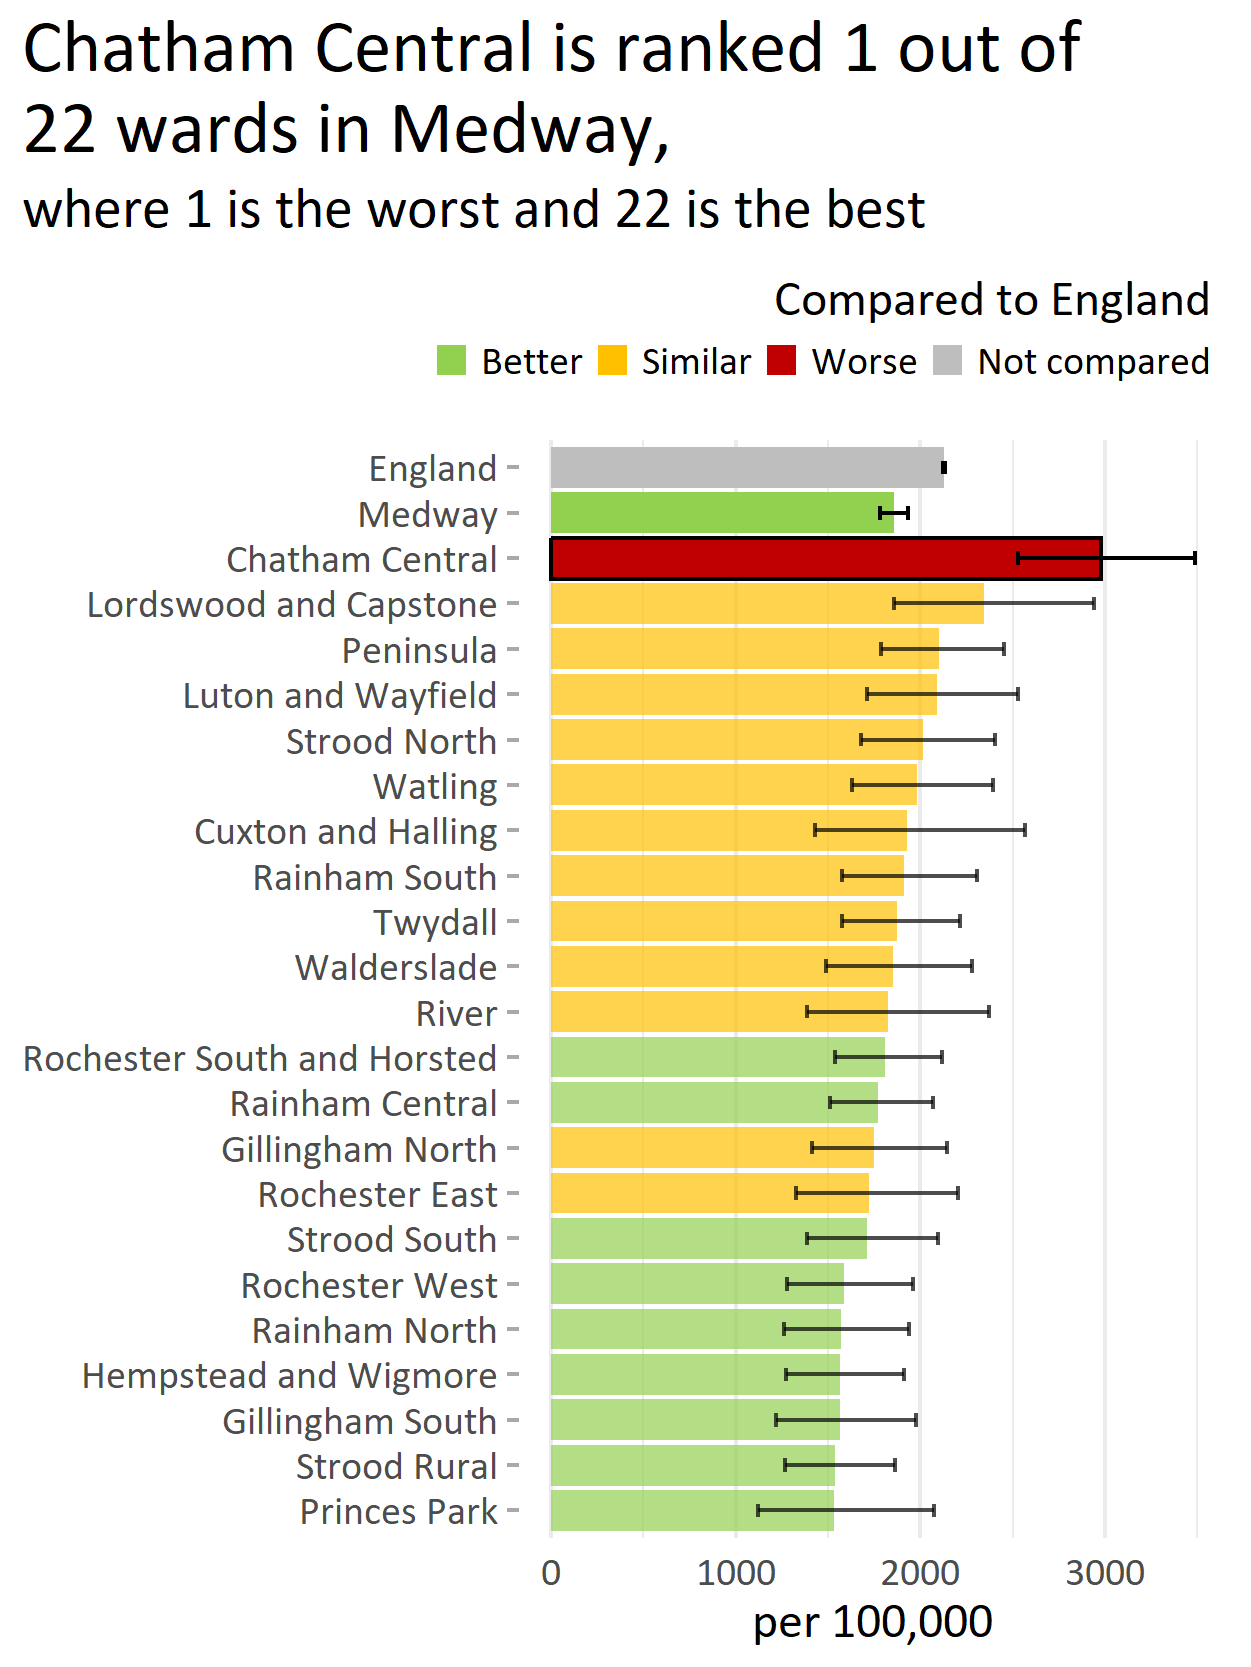 Chatham Central is ranked 1 out of
22 wards in Medway,
where 1 is the worst and 22 is the best
Compared to England
Better Similar Worse Not compared
England
Medway
Chatham Central
Lordswood and Capstone
Peninsula
Luton and Wayfield
Strood North
Watling
Cuxton and Halling
Rainham South
Twydall
Walderslade
River
Rochester South and Horsted
Rainham Central
Gillingham North
Rochester East
Strood South
Rochester West
Rainham North
Hempstead and Wigmore
Gillingham South
Strood Rural
Princes Park
0 1000 2000 3000
per 100,000